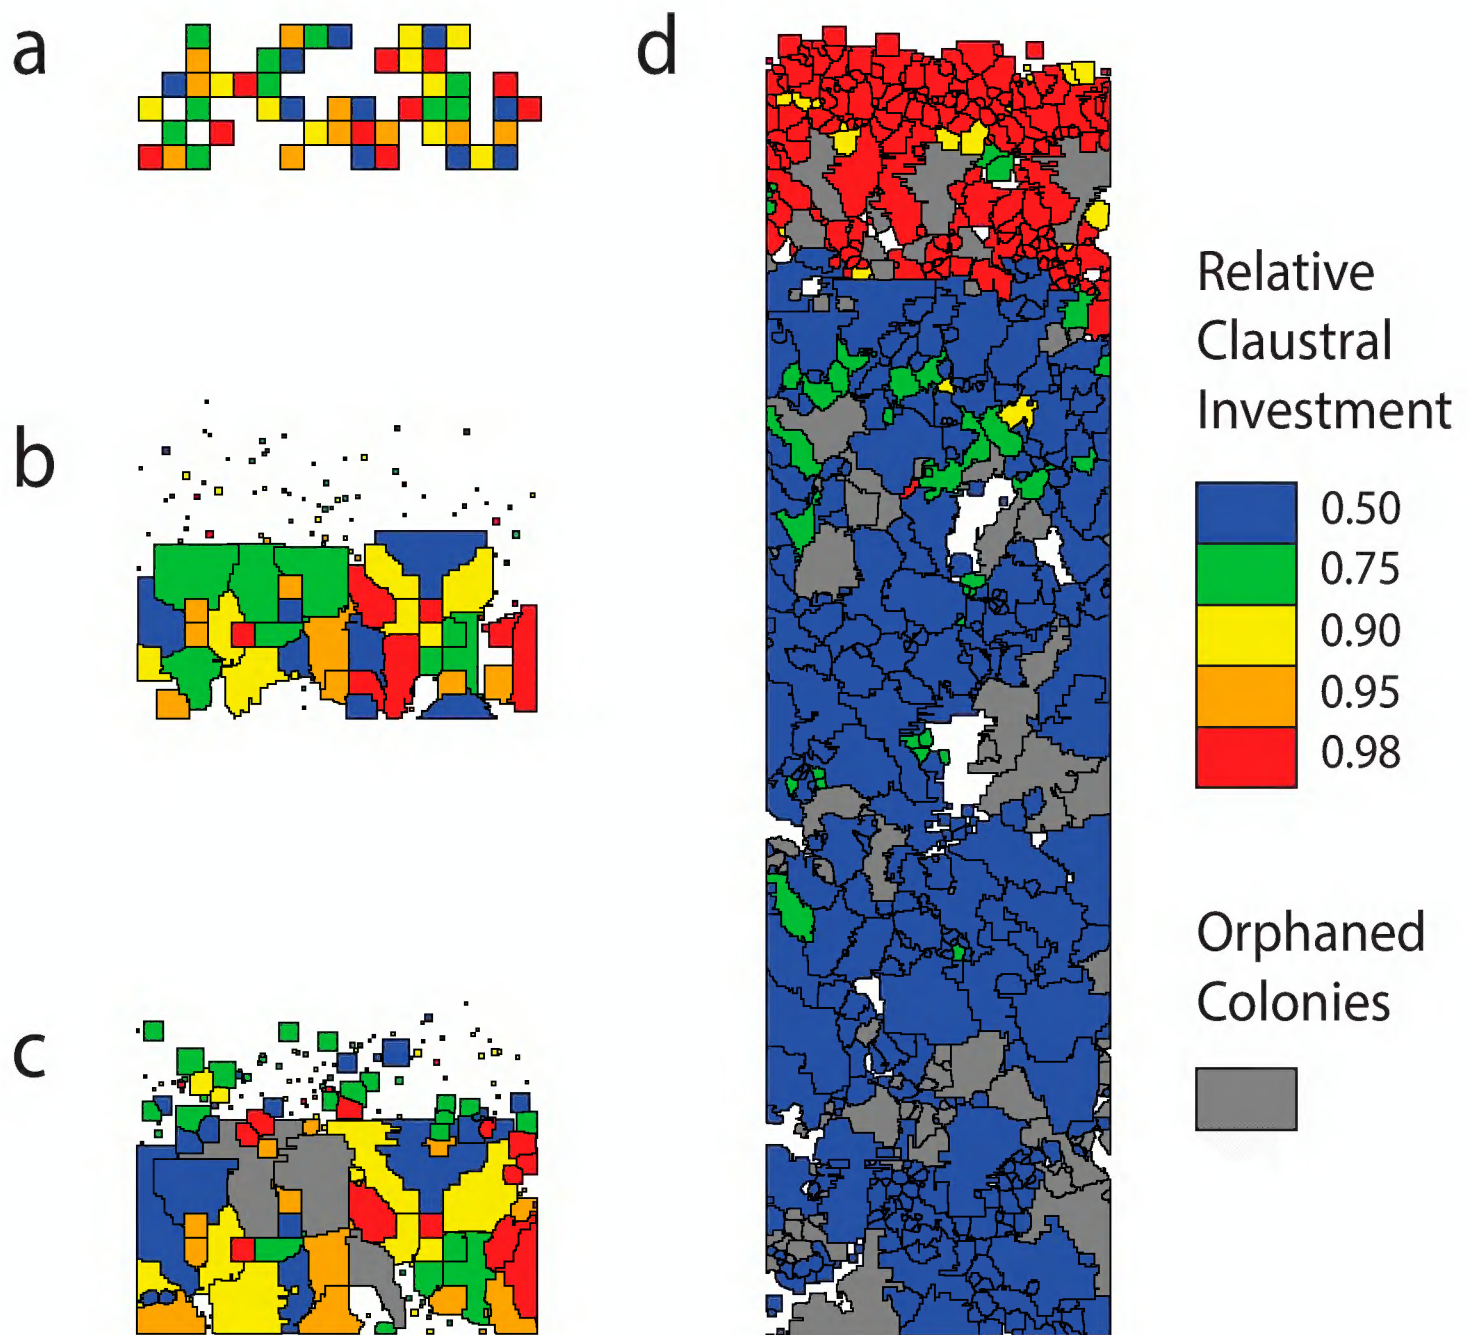 a
b
c
d
Relative
Claustral
Investment
0.50
0.75
0.90
0.95
0.98
Orphaned
Colonies